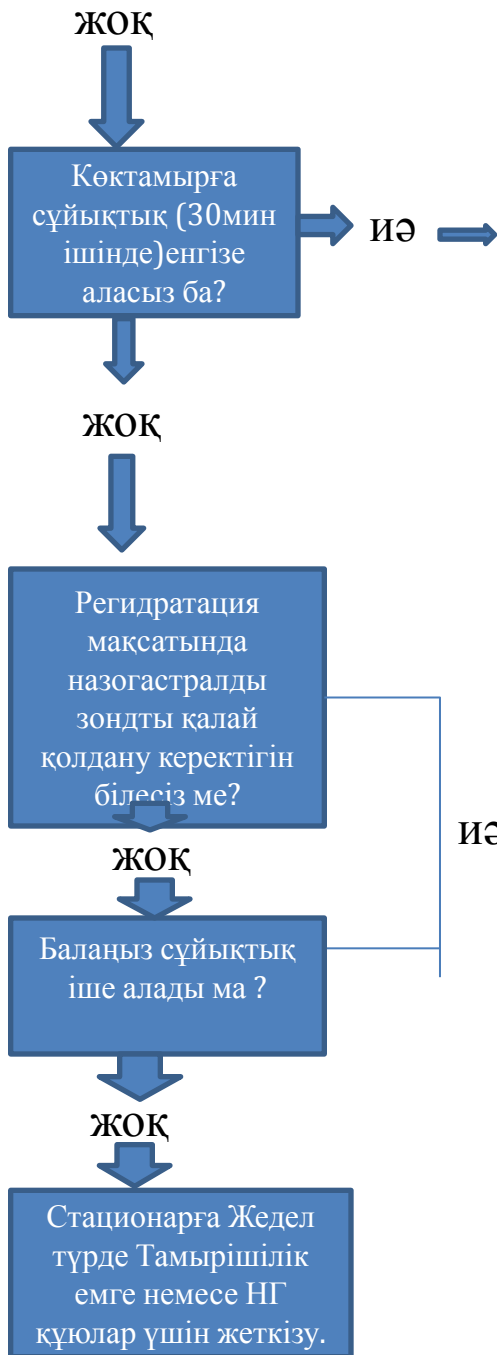 жоқ
Көктамырға
сұйықтық (30мин
ішінде)енгізе
аласыз ба?
иә
жоқ
Регидратация
мақсатында
назогастралды
зондты қалай
қолдану керектігін
білесіз ме?
иә
жоқ
Балаңыз сұйықтық
іше алады ма ?
жоқ
Стационарға Жедел
түрде Тамырішілік
емге немесе НГ
құюлар үшін жеткізу.